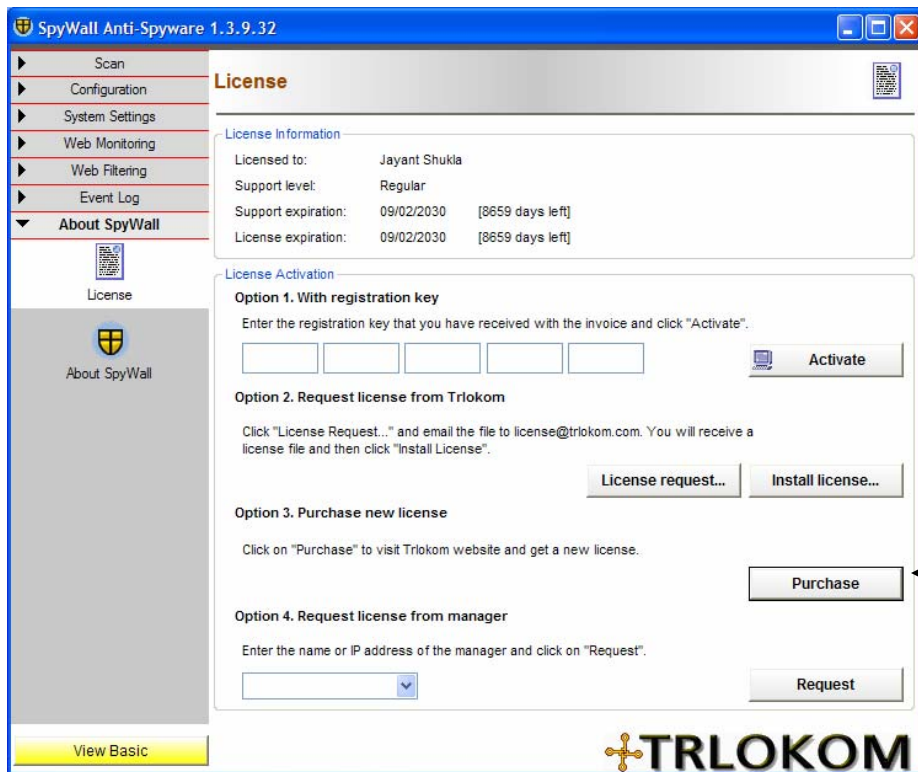 SpyWall Anti-Spyware 1.3.9.32
Scan
Configuration
System Settings
Web Monitoring
Web Filtering
Event Log
About SpyWall
License
About SpyWall
View Basic
License
License Information
Licensed to: Jayant Shukla
Support level: Regular
Support expiration: 09/02/2030 [8659 days left]
License expiration: 09/02/2030 [8659 days left]
License Activation
Option 1. With registration key
Enter the registration key that you have received with the invoice and click "Activate".
Activate
Option 2. Request license from Trlokom
Click "License Request..." and email the file to license@trlokom.com. You will receive a
license file and then click "Install License".
License request... Install license...
Option 3. Purchase new license
Click on "Purchase" to visit Trlokom website and get a new license.
Purchase
Option 4. Request license from manager
Enter the name or IP address of the manager and click on "Request".
Request
TRLOKOM